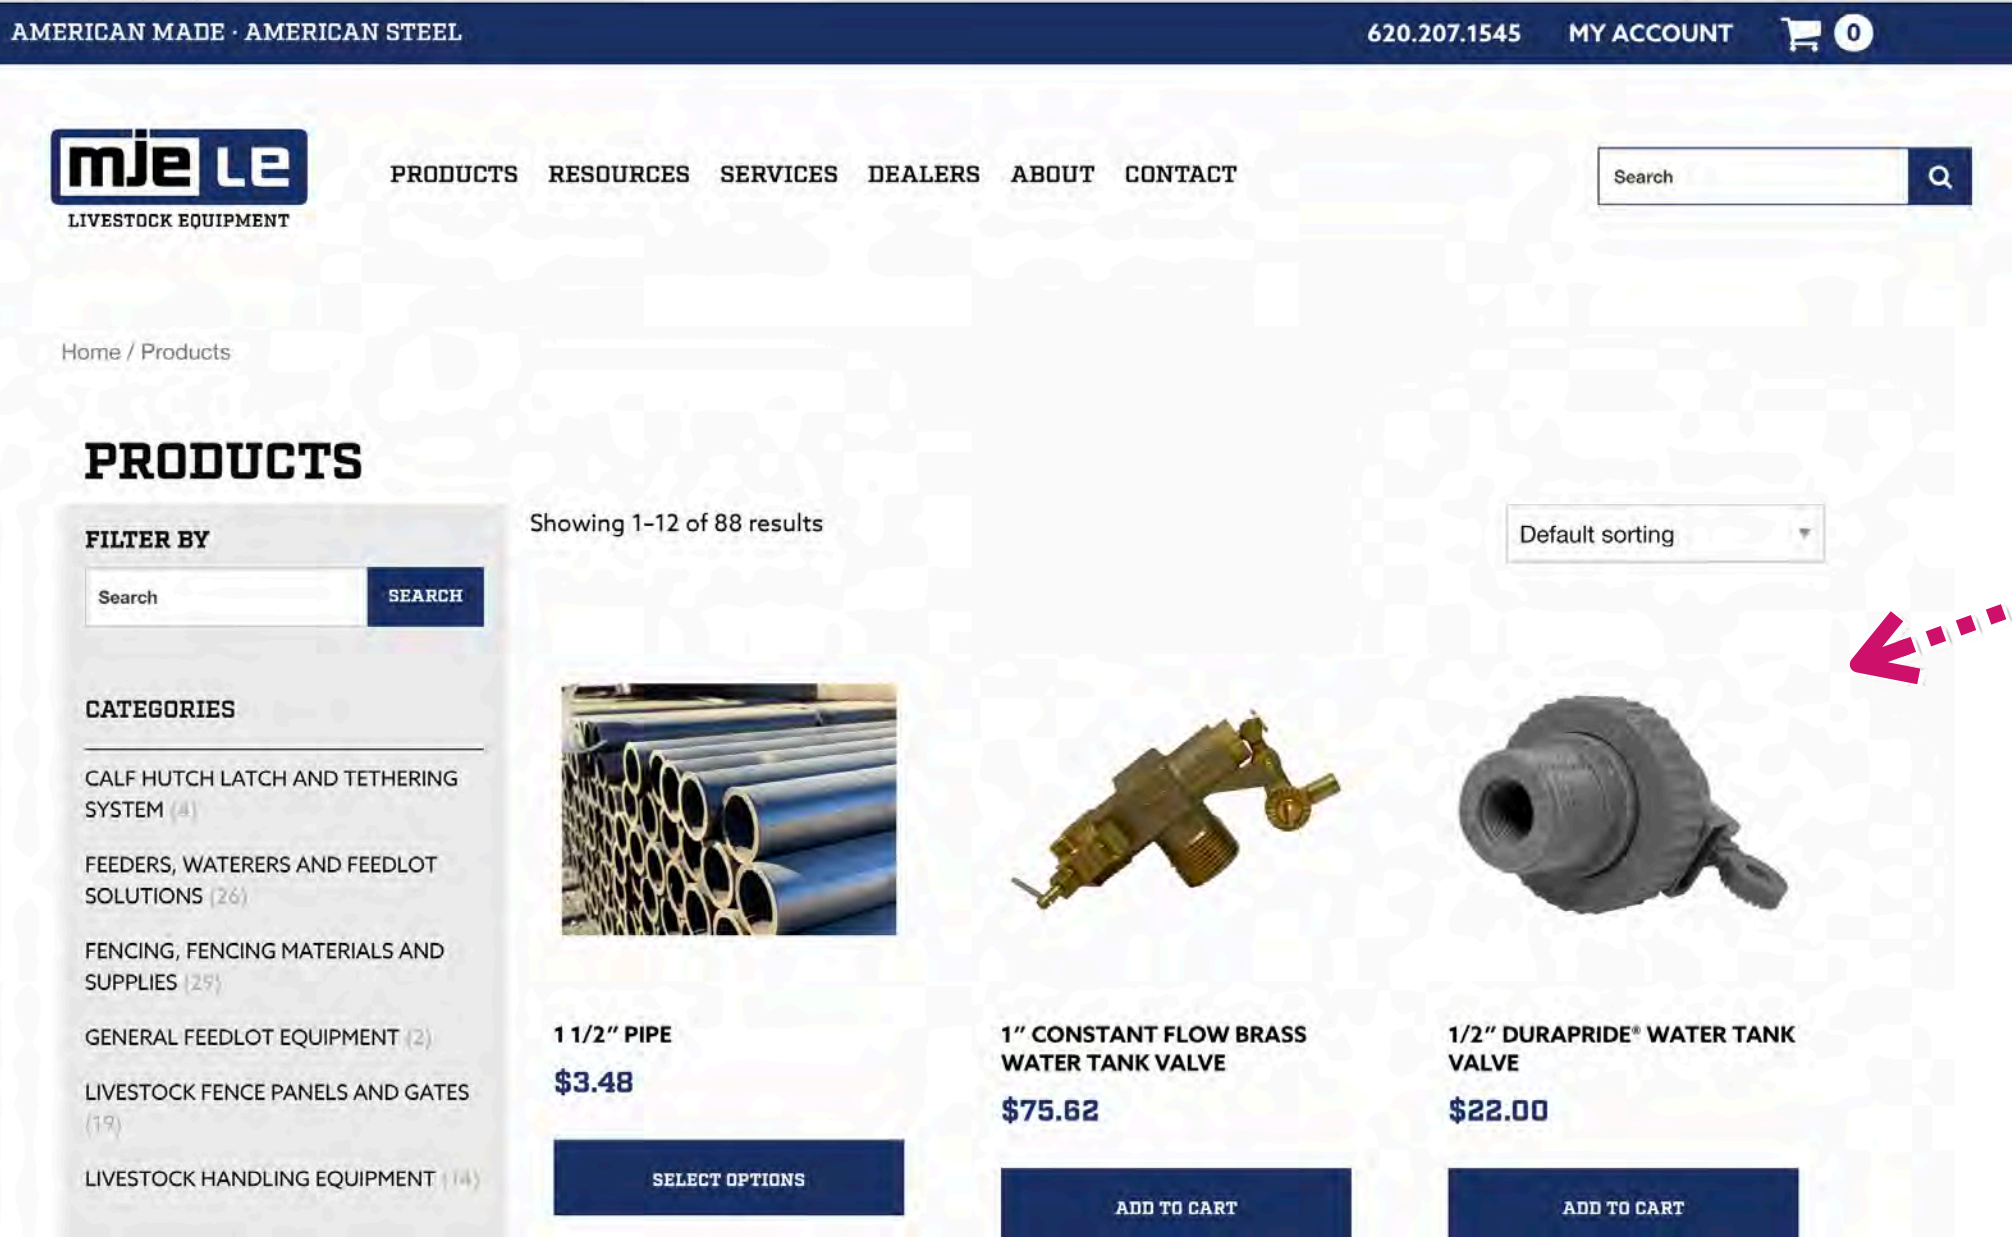 AMERICAN MADE · AMERICAN STEEL
620.207.1545 MY ACCOUNT 0
mje LE
LIVESTOCK EQUIPMENT
PRODUCTS RESOURCES SERVICES DEALERS ABOUT CONTACT
Search
Home / Products
PRODUCTS
FILTER BY
Search SEARCH
CATEGORIES
CALF HUTCH LATCH AND TETHERING
SYSTEM (4)
FEEDERS, WATERERS AND FEEDLOT
SOLUTIONS (26)
FENCING, FENCING MATERIALS AND
SUPPLIES (29)
GENERAL FEEDLOT EQUIPMENT (2)
LIVESTOCK FENCE PANELS AND GATES
(19)
LIVESTOCK HANDLING EQUIPMENT (14)
Showing 1–12 of 88 results
Default sorting
1 1/2″ PIPE
$3.48
SELECT OPTIONS
1″ CONSTANT FLOW BRASS
WATER TANK VALVE
$75.62
ADD TO CART
1/2″ DURAPRIDE® WATER TANK
VALVE
$22.00
ADD TO CART